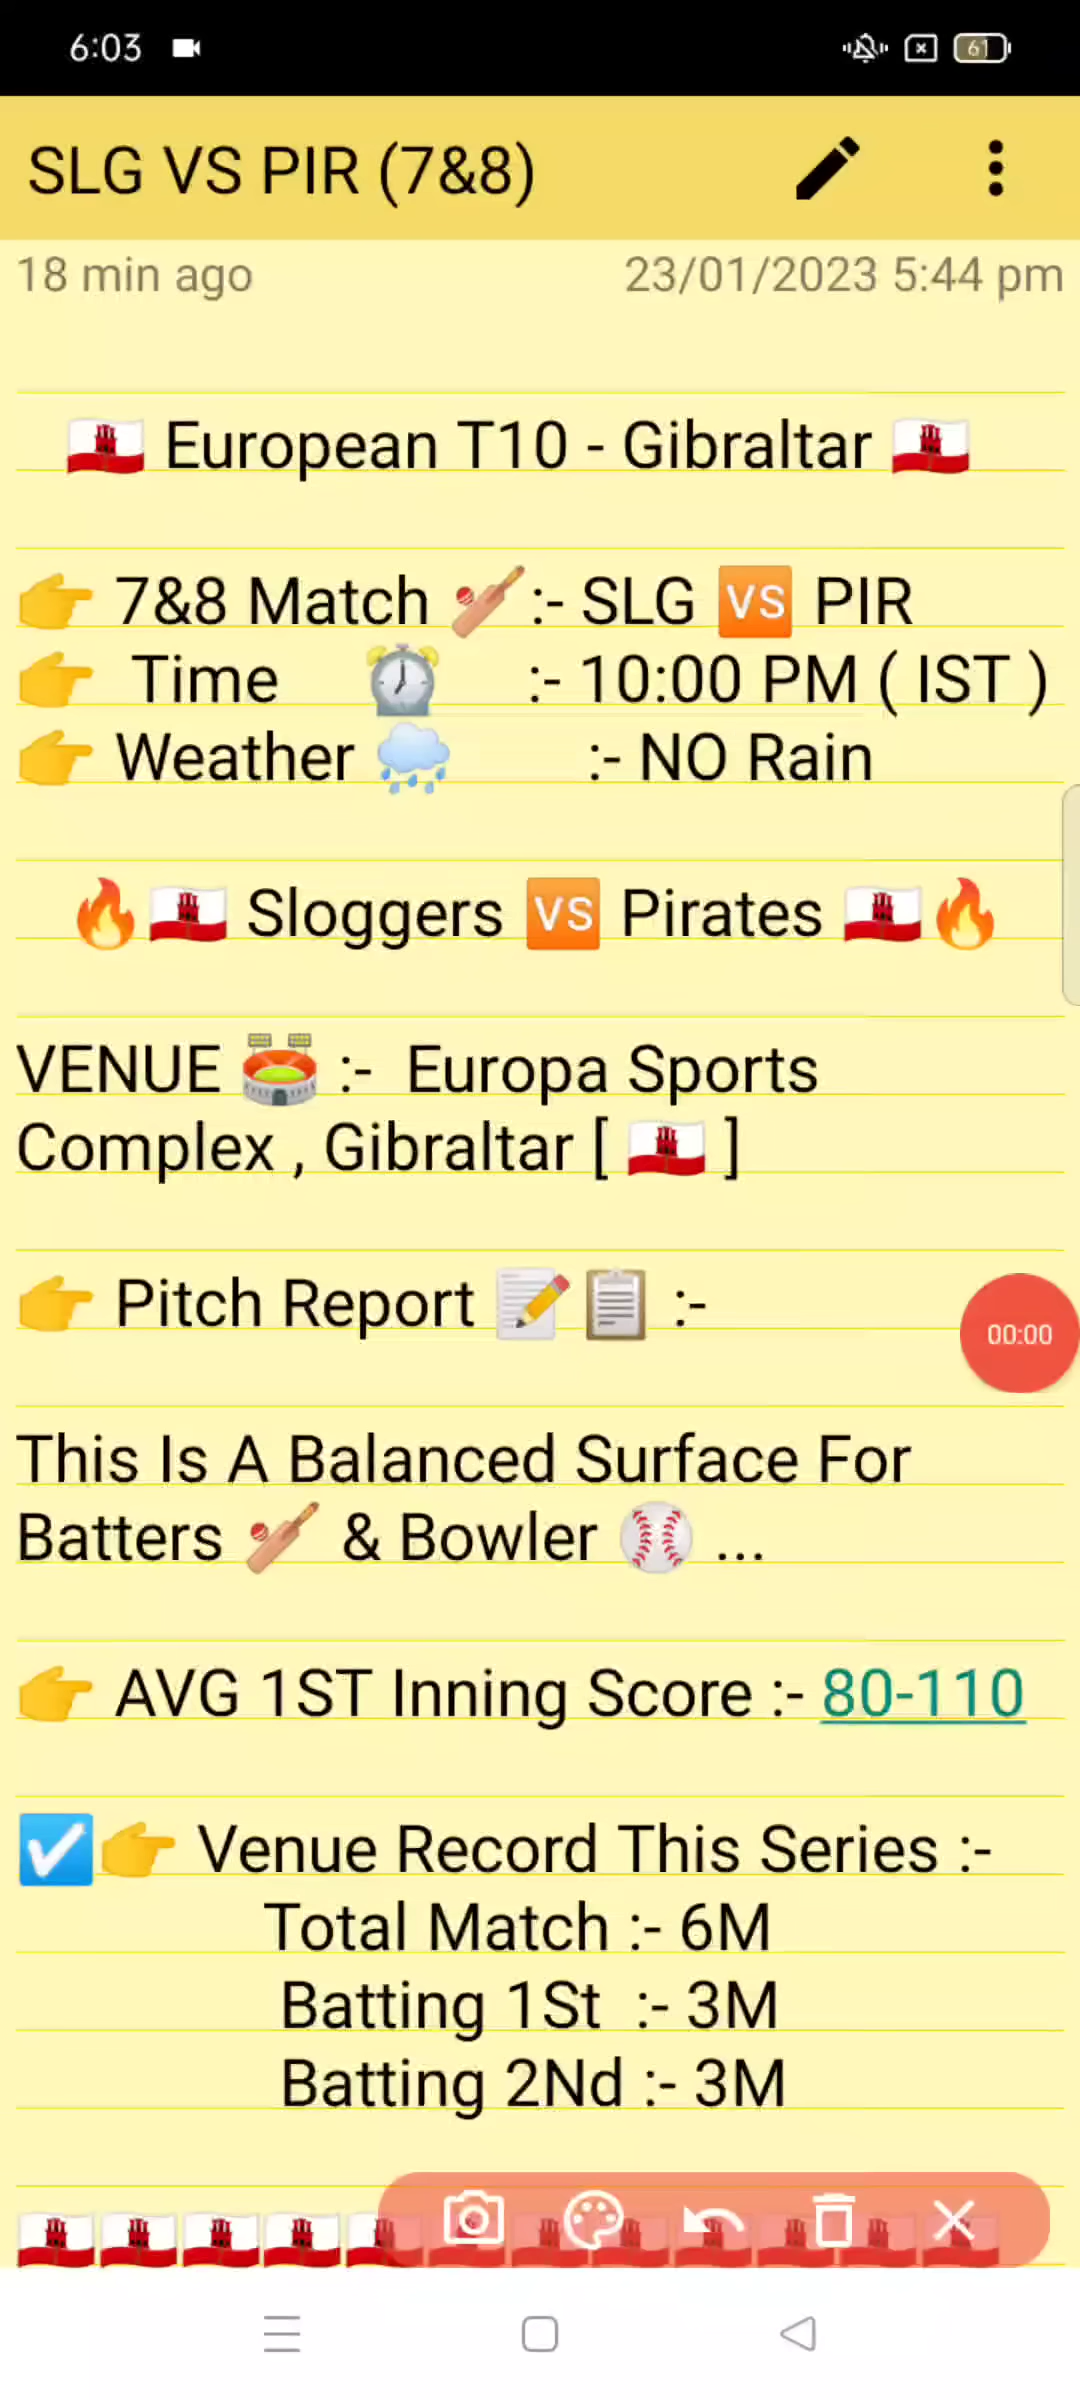 6:03
61
SLG VS PIR (7&8)
18 min ago 23/01/2023 5:44 pm
🇬🇮 European T10 - Gibraltar 🇬🇮
👉 7&8 Match 🏏 :- SLG 🆚 PIR
👉 Time ⏰ :- 10:00 PM ( IST )
👉 Weather 🌧️ :- NO Rain
🔥🇬🇮 Sloggers 🆚 Pirates 🇬🇮🔥
VENUE 🏟️ :- Europa Sports
Complex , Gibraltar [ 🇬🇮 ]
👉 Pitch Report 📝📋 :-
00:00
This Is A Balanced Surface For
Batters 🏏 & Bowler ⚾ ...
👉 AVG 1ST Inning Score :- 80-110
☑️👉 Venue Record This Series :-
Total Match :- 6M
Batting 1St :- 3M
Batting 2Nd :- 3M